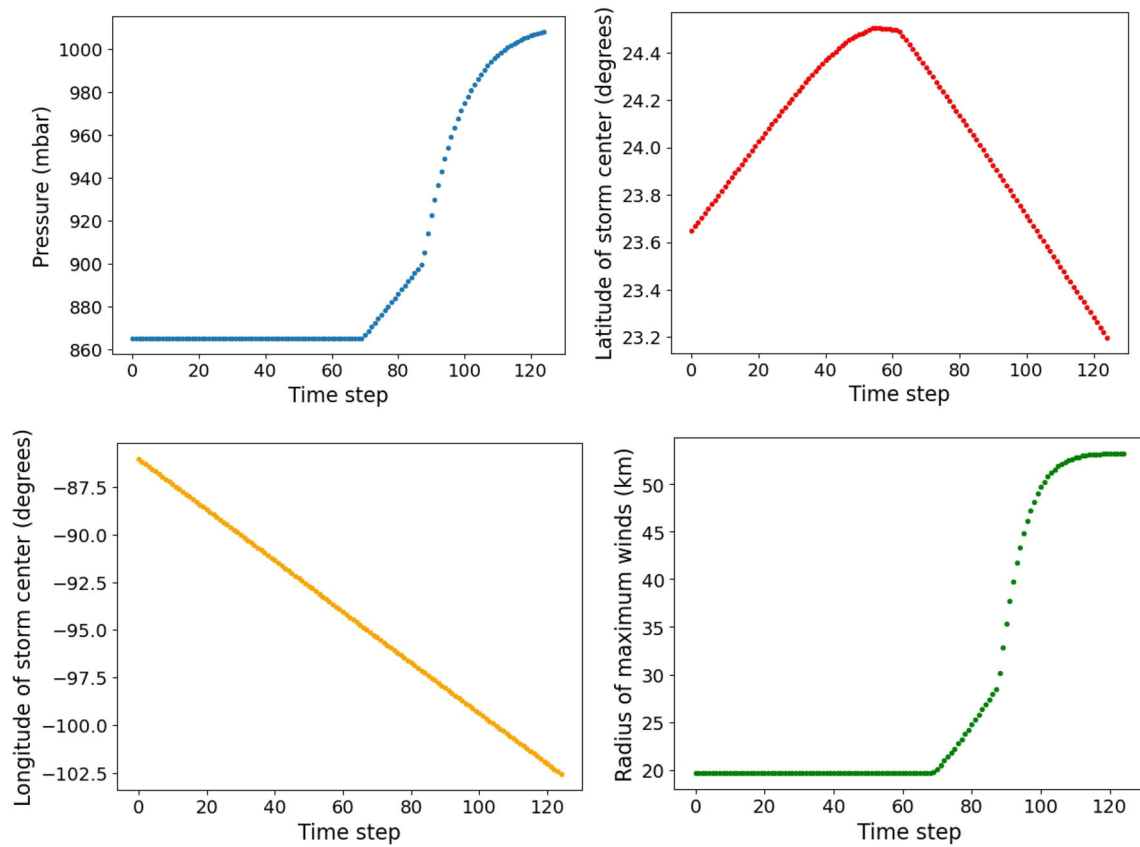 Pressure (mbar)
1000
980
960
940
920
900
880
860
0 20 40 60 80 100 120
Time step
Latitude of storm center (degrees)
24.4
24.2
24.0
23.8
23.6
23.4
23.2
0 20 40 60 80 100 120
Time step
Longitude of storm center (degrees)
−87.5
−90.0
−92.5
−95.0
−97.5
−100.0
−102.5
0 20 40 60 80 100 120
Time step
Radius of maximum winds (km)
50
45
40
35
30
25
20
0 20 40 60 80 100 120
Time step